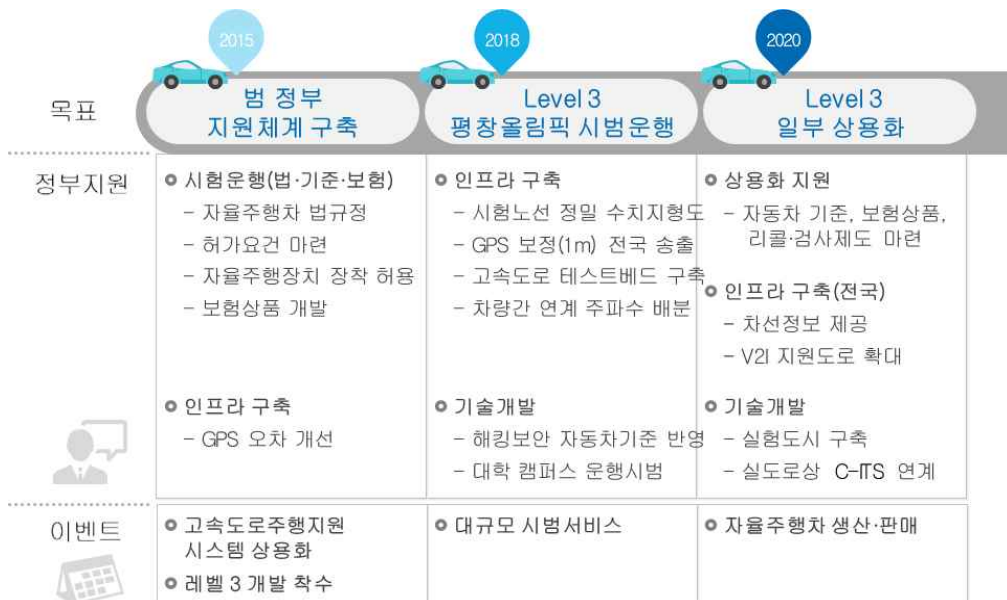 2015
2018
2020
목표
범 정부
지원체계 구축
Level 3
평창올림픽 시범운행
Level 3
일부 상용화
정부지원
시험운행(법·기준·보험)
- 자율주행차 법규정
- 허가요건 마련
- 자율주행장치 장착 허용
- 보험상품 개발
인프라 구축
- GPS 오차 개선
인프라 구축
- 시험노선 정밀 수치지형도
- GPS 보정(1m) 전국 송출
- 고속도로 테스트베드 구축
- 차량간 연계 주파수 배분
기술개발
- 해킹보안 자동차기준 반영
- 대학 캠퍼스 운행시범
상용화 지원
- 자동차 기준, 보험상품,
리콜·검사제도 마련
인프라 구축(전국)
- 차선정보 제공
- V2I 지원도로 확대
기술개발
- 실험도시 구축
- 실도로상 C-ITS 연계
이벤트
고속도로주행지원
시스템 상용화
레벨 3 개발 착수
대규모 시범서비스
자율주행차 생산·판매